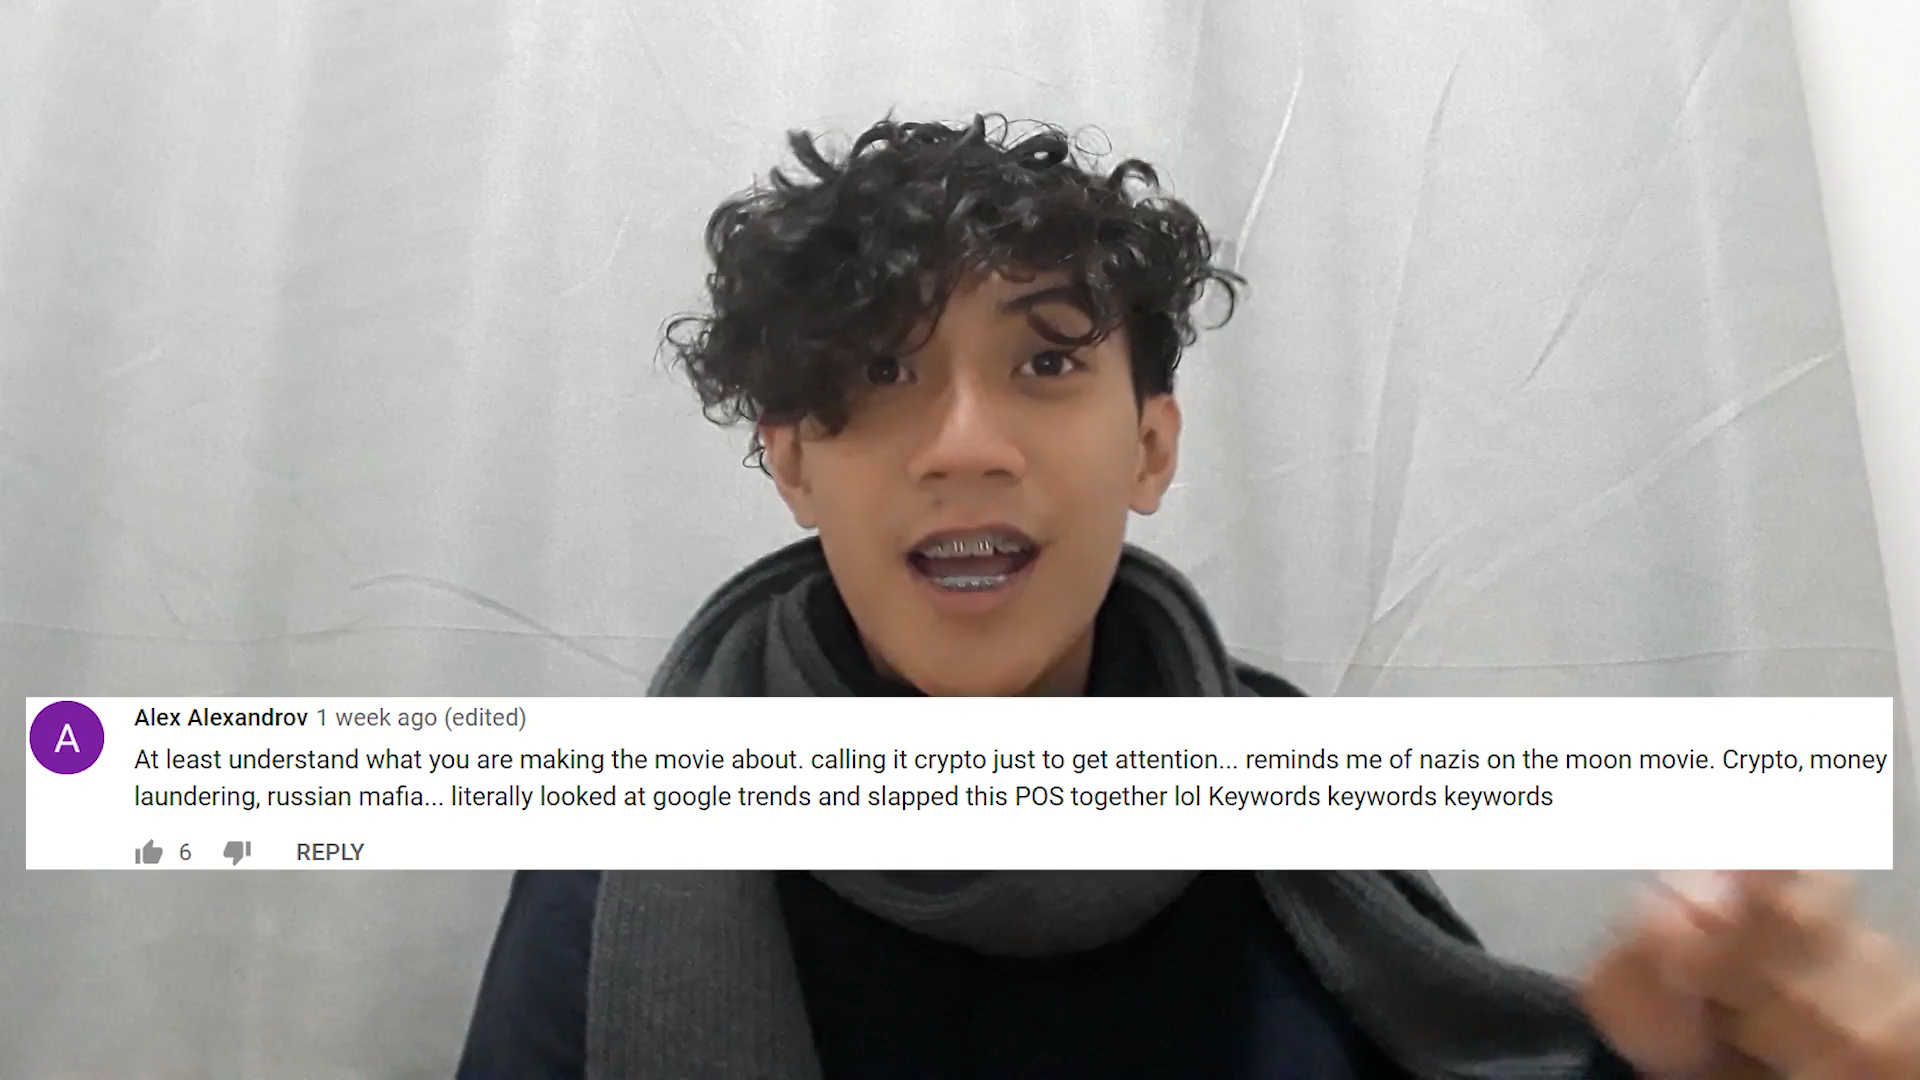 A
Alex Alexandrov 1 week ago (edited)
At least understand what you are making the movie about. calling it crypto just to get attention... reminds me of nazis on the moon movie. Crypto, money
laundering, russian mafia... literally looked at google trends and slapped this POS together lol Keywords keywords keywords
6 REPLY